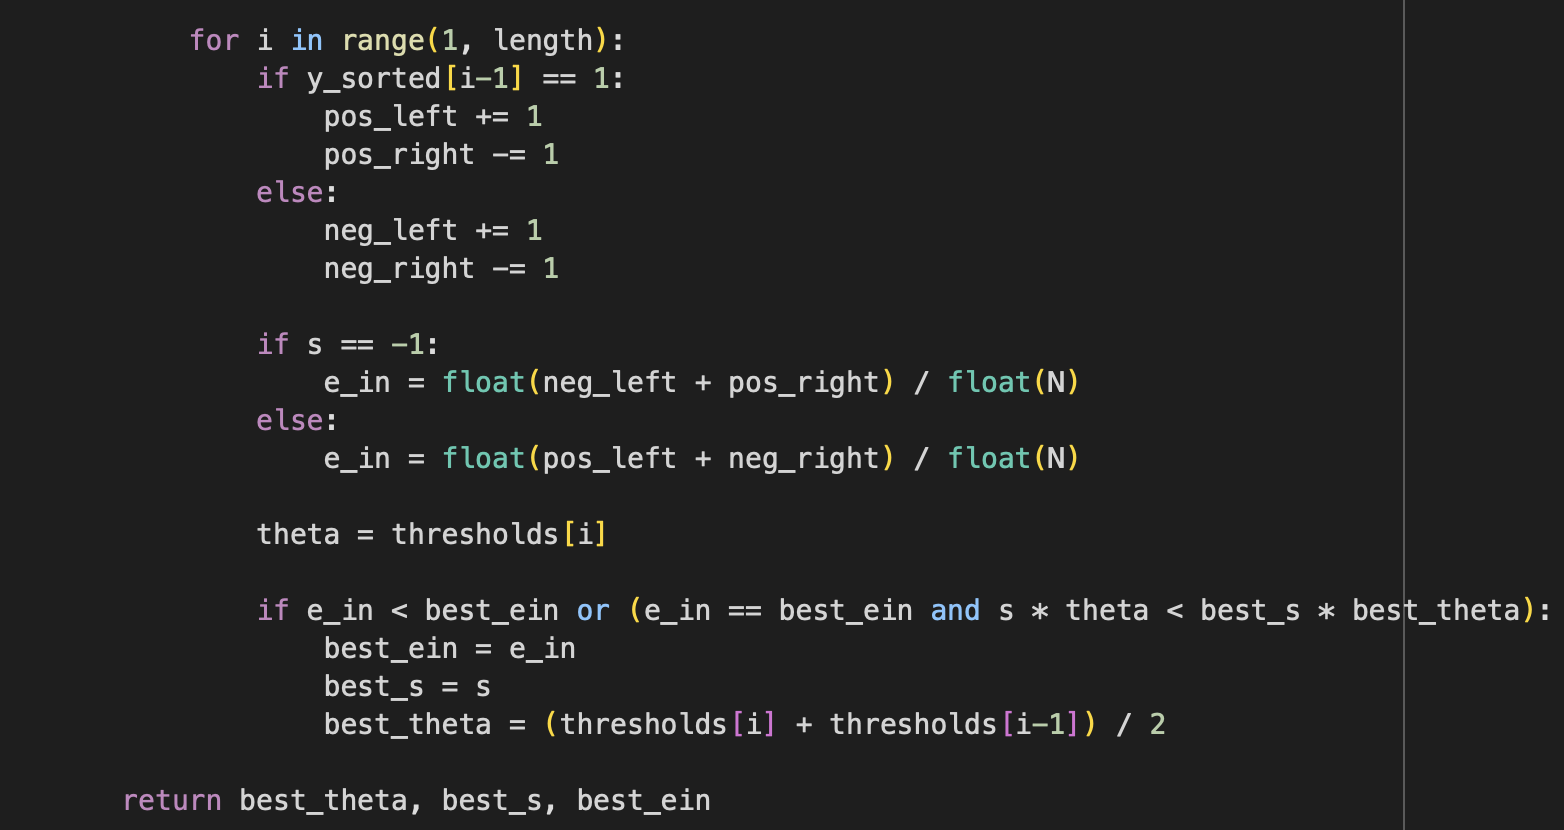 for i in range(1, length):
if y_sorted[i-1] == 1:
pos_left += 1
pos_right -= 1
else:
neg_left += 1
neg_right -= 1
if s == -1:
e_in = float(neg_left + pos_right) / float(N)
else:
e_in = float(pos_left + neg_right) / float(N)
theta = thresholds[i]
if e_in < best_ein or (e_in == best_ein and s * theta < best_s * best_theta):
best_ein = e_in
best_s = s
best_theta = (thresholds[i] + thresholds[i-1]) / 2
return best_theta, best_s, best_ein